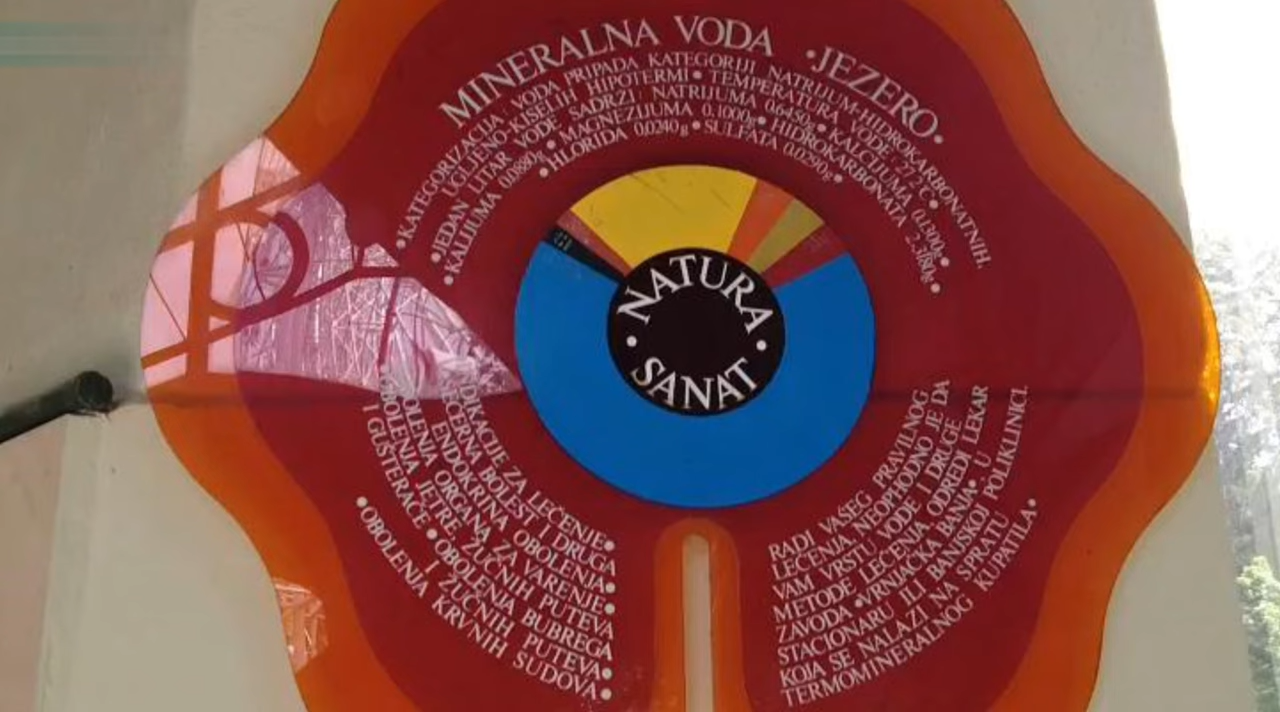 MINERALNA VODA •JEZERO•
•KATEGORIZACIJA: VODA PRIPADA KATEGORIJI NATRIJUM-HIDROKARBONATNIH,
UGLJENO-KISELIH HIPOTERMI • TEMPERATURA VODE: 27°C•
•JEDAN LITAR VODE SADRŽI: NATRIJUMA 0.6450g • KALCIJUMA 0.1300g•
•KALIJUMA 0.0880g • MAGNEZIJUMA 0.1000g • HIDROKARBONATA 2.3180g•
•HLORIDA 0.0240g • SULFATA 0.0290g•
NATURA
• SANAT •
INDIKACIJE ZA LEČENJE•
ŠEĆERNA BOLEST I DRUGA
ENDOKRINA OBOLENJA•
OBOLENJA ORGANA ZA VARENJE•
OBOLENJA JETRE, ŽUČNIH PUTEVA
I GUŠTERAČE • OBOLENJA BUBREGA
I ŽUČNIH PUTEVA•
•OBOLENJA KRVNIH SUDOVA•
RADI VAŠEG PRAVILNOG
LEČENJA, NEOPHODNO JE DA
VAM VRSTU VODE I DRUGE
METODE LEČENJA ODREDI LEKAR
ZAVODA •VRNJAČKA BANJA• U
STACIONARU ILI BANJSKOJ POLIKLINICI,
KOJA SE NALAZI NA SPRATU
TERMOMINERALNOG KUPATILA•